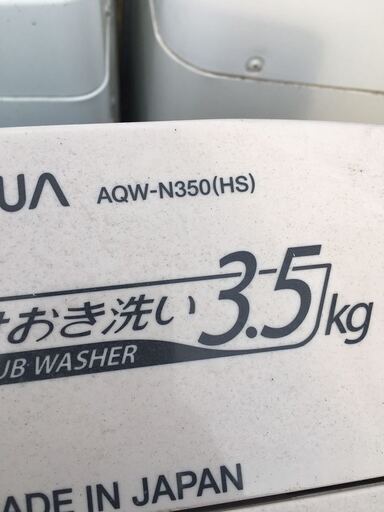 UA AQW-N350(HS)
おき洗い 3.5kg
UB WASHER
ADE IN JAPAN